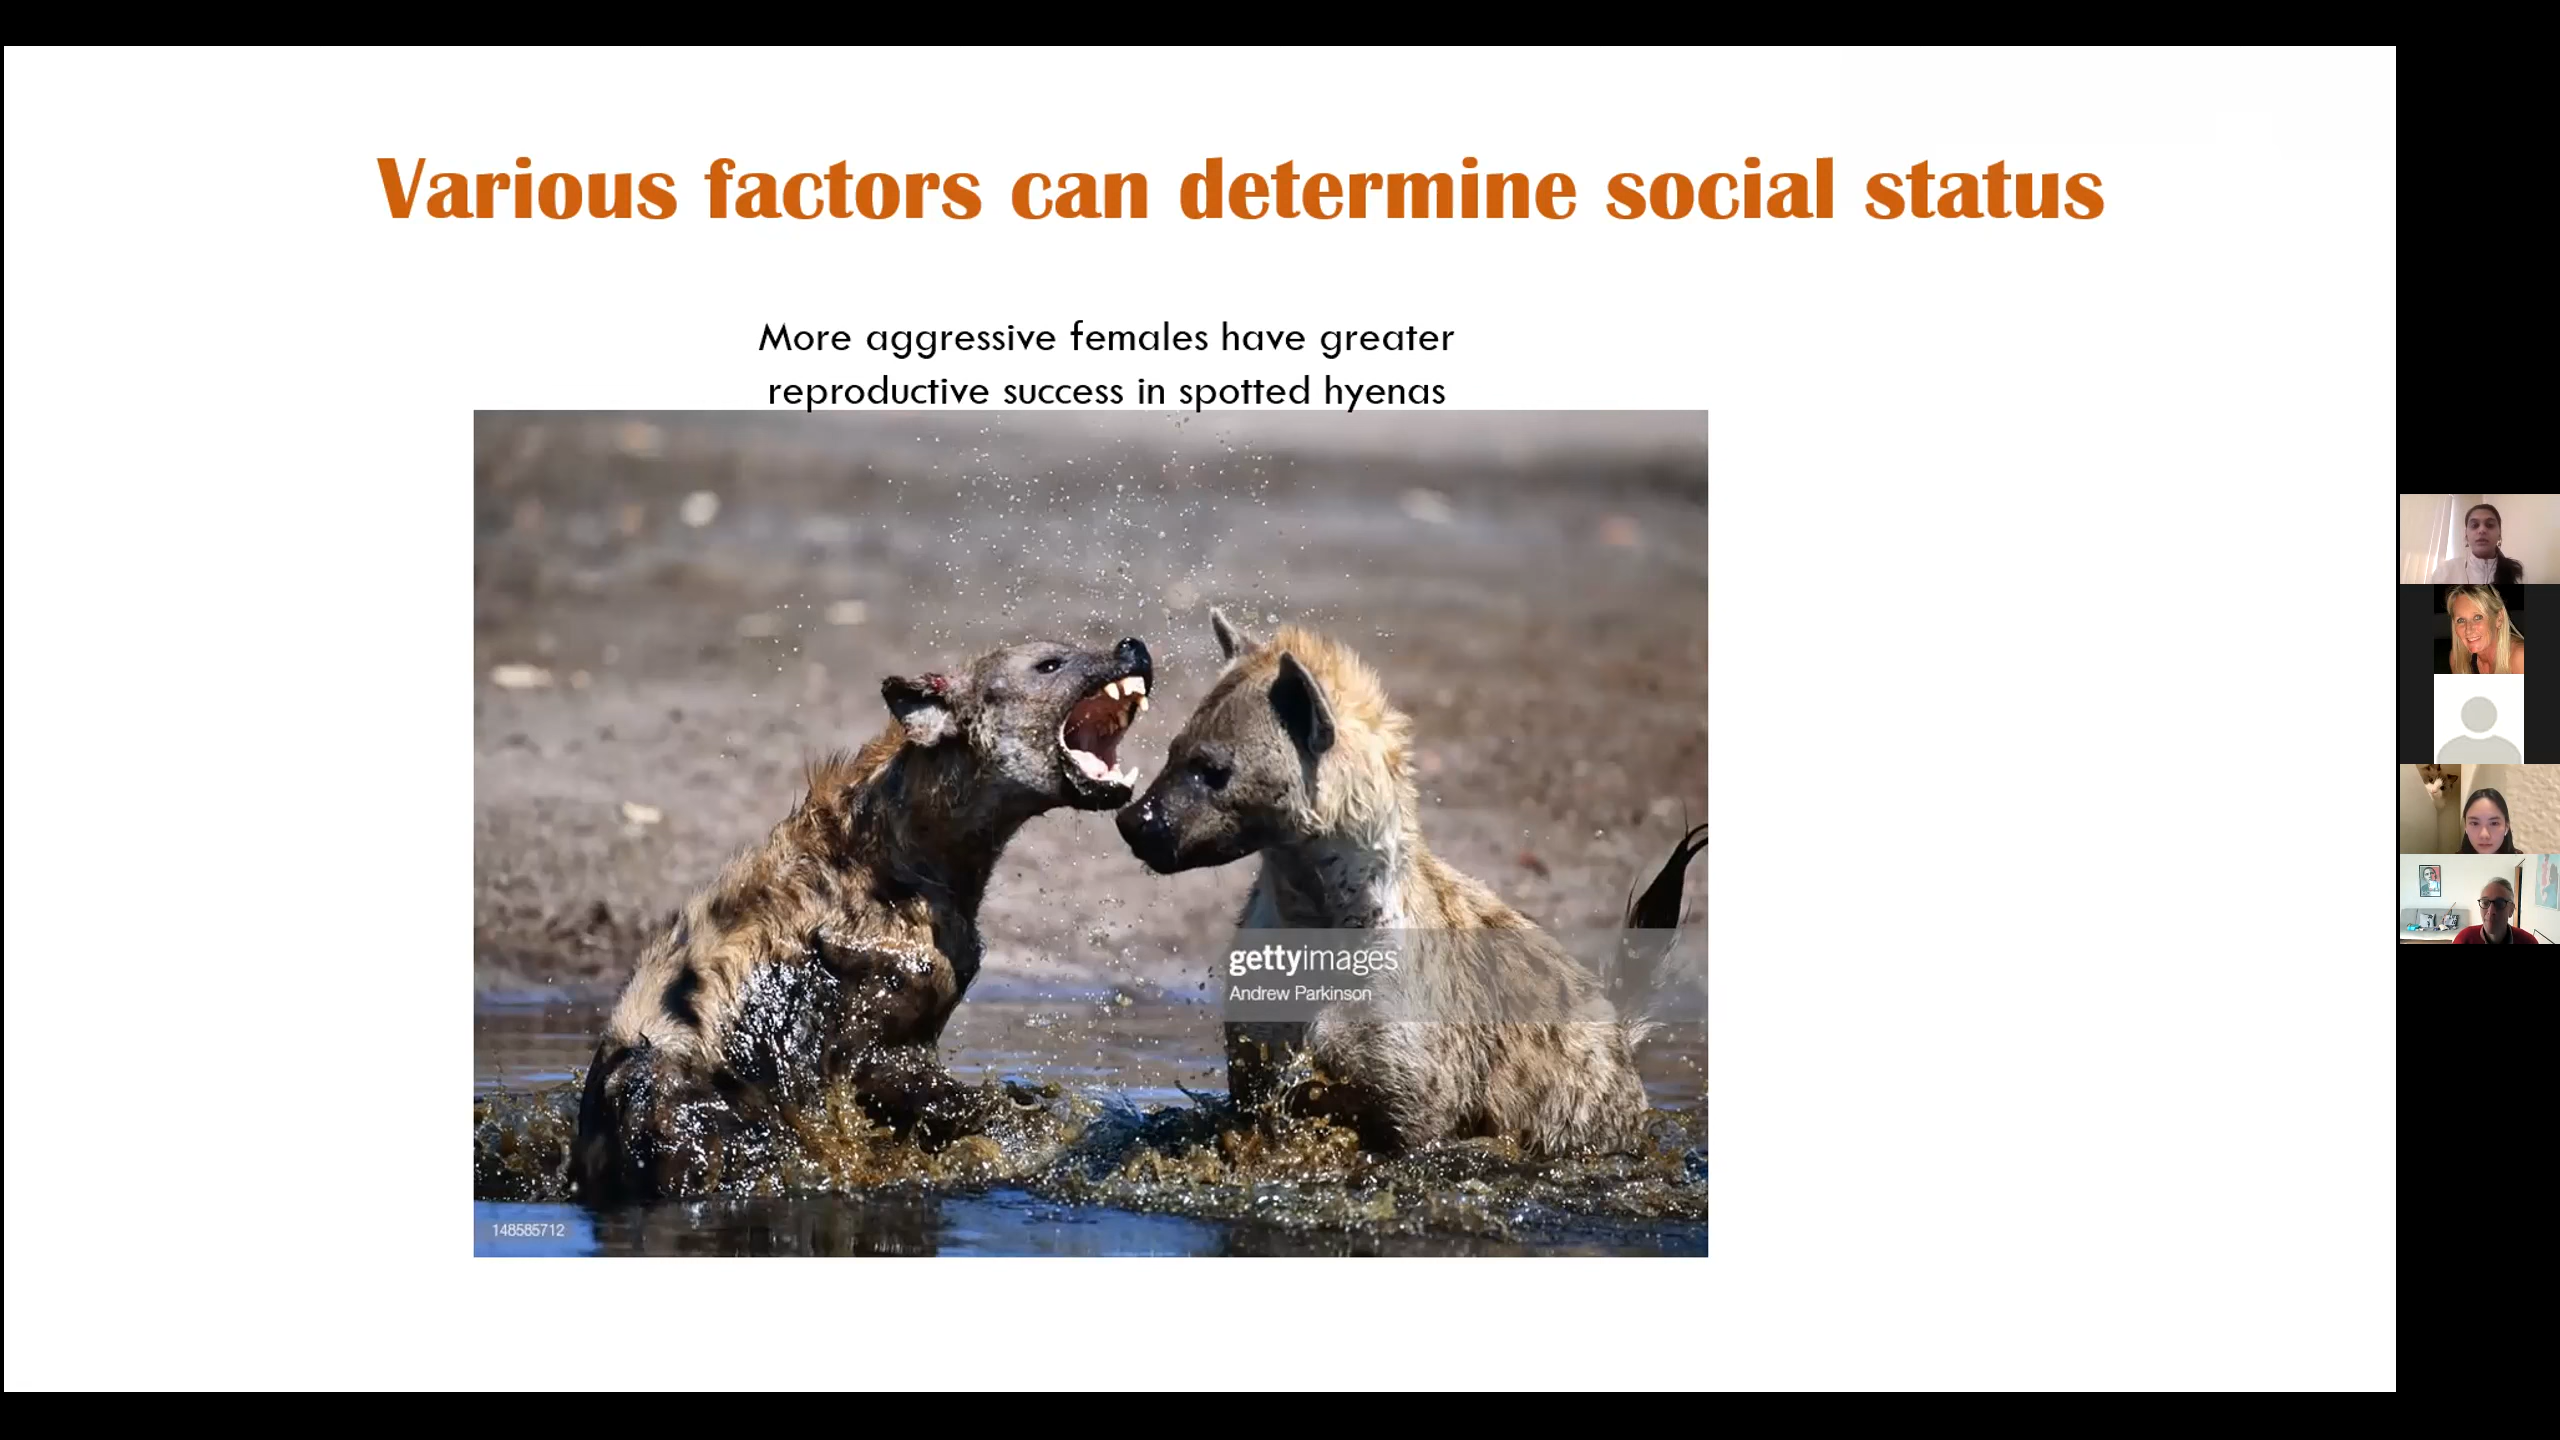 Various factors can determine social status
More aggressive females have greater
reproductive success in spotted hyenas
gettyimages
Andrew Parkinson
148585712